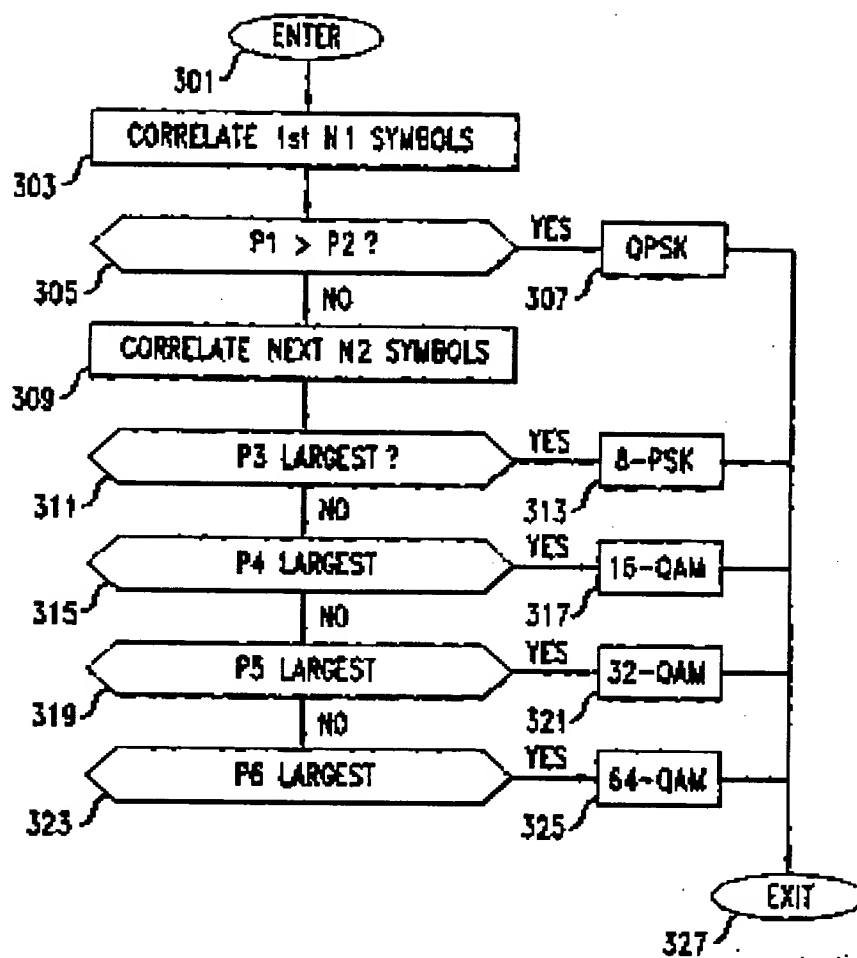 ENTER
301
CORRELATE 1st N1 SYMBOLS
303
P1 > P2 ?
YES
QPSK
305
307
NO
CORRELATE NEXT N2 SYMBOLS
309
P3 LARGEST ?
YES
8-PSK
311
313
NO
P4 LARGEST
YES
16-QAM
315
317
NO
P5 LARGEST
YES
32-QAM
319
321
NO
P6 LARGEST
YES
64-QAM
323
325
EXIT
327